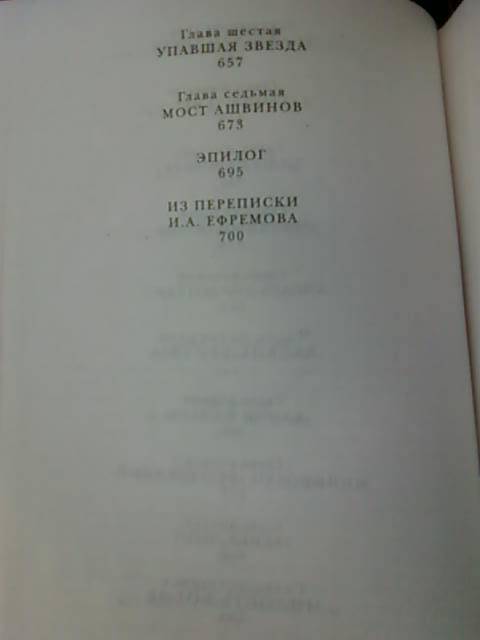 Глава шестая
УПАВШАЯ ЗВЕЗДА
657
Глава седьмая
МОСТ АШВИНОВ
673
ЭПИЛОГ
695
ИЗ ПЕРЕПИСКИ
И.А. ЕФРЕМОВА
700